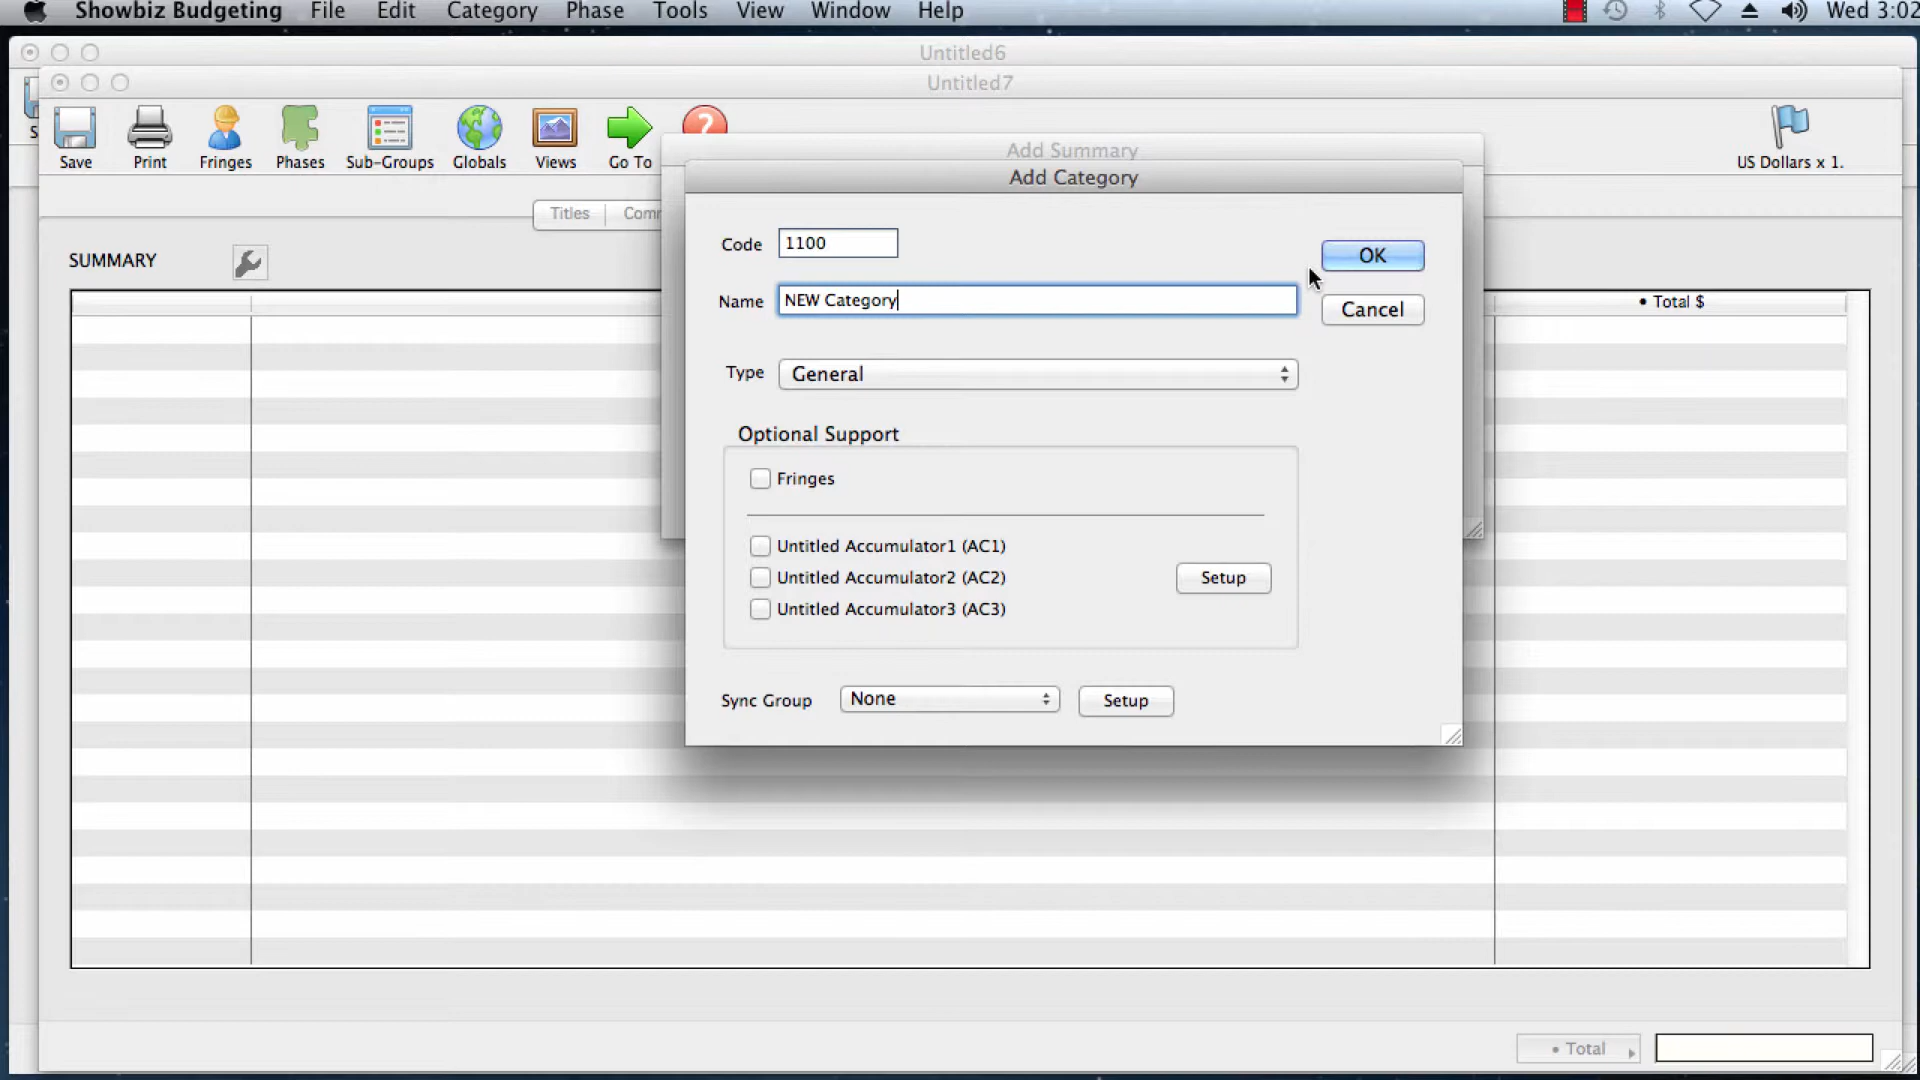 Showbiz Budgeting File Edit Category Phase Tools View Window Help Wed 3:02
Untitled6
Untitled7
Save Print Fringes Phases Sub-Groups Globals Views Go To ? US Dollars x 1.
Add Summary
Add Category
Titles Comm
SUMMARY
Code 1100
OK
Name NEW Category
Cancel
Total $
Type General
Optional Support
Fringes
Untitled Accumulator1 (AC1)
Untitled Accumulator2 (AC2) Setup
Untitled Accumulator3 (AC3)
Sync Group None Setup
• Total